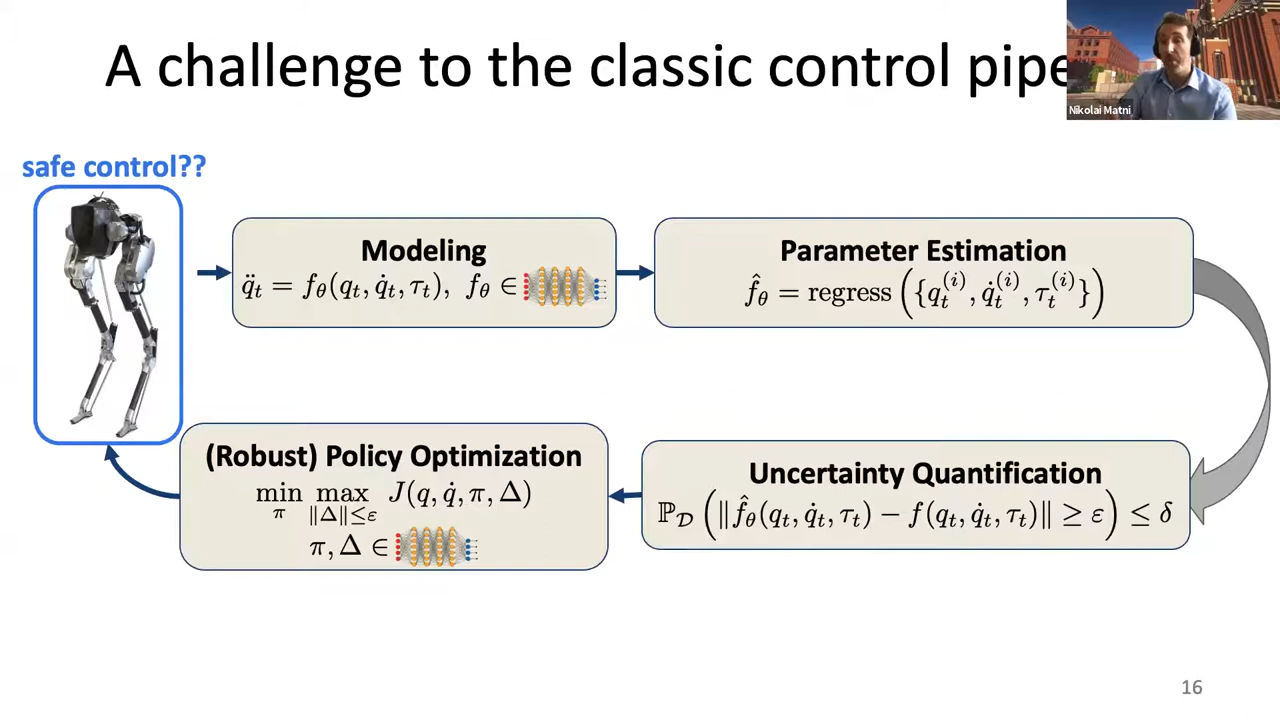 A challenge to the classic control pipe
Nikolai Matni
safe control??
Modeling
q̈_t = f_θ(q_t, q̇_t, τ_t), f_θ ∈
Parameter Estimation
f̂_θ = regress ({q_t^(i), q̇_t^(i), τ_t^(i)})
(Robust) Policy Optimization
min_π max_{‖Δ‖≤ε} J(q, q̇, π, Δ)
π, Δ ∈
Uncertainty Quantification
ℙ_𝒟 (‖f̂_θ(q_t, q̇_t, τ_t) − f(q_t, q̇_t, τ_t)‖ ≥ ε) ≤ δ
16